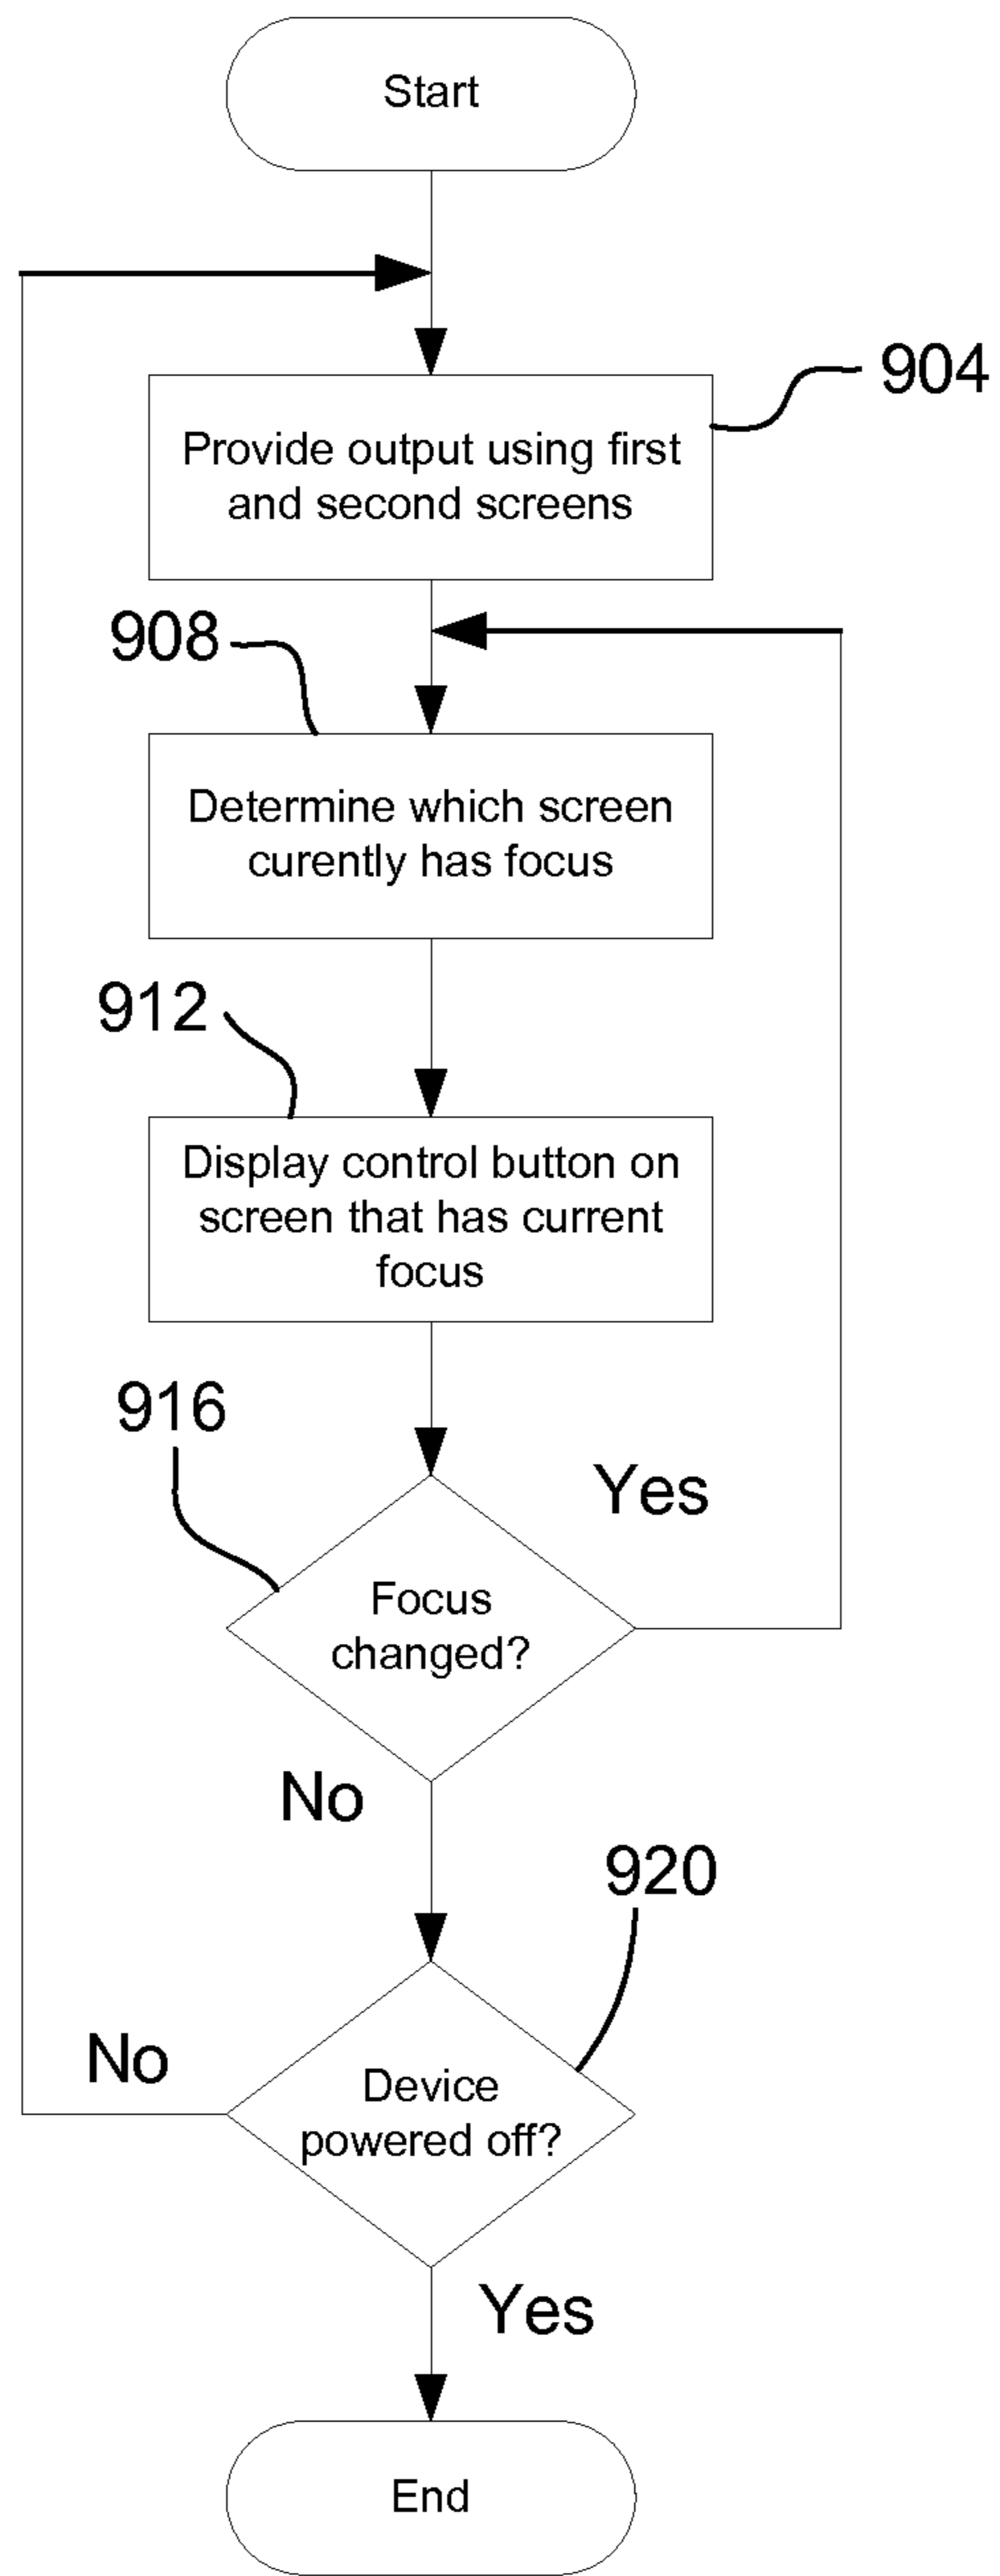 Start
904
Provide output using first
and second screens
908
Determine which screen
curently has focus
912
Display control button on
screen that has current
focus
916
Yes
Focus
changed?
No
920
No
Device
powered off?
Yes
End